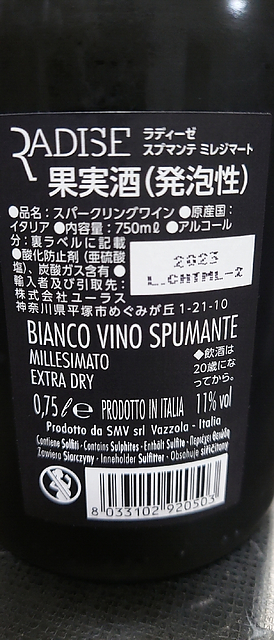 RADISE ラディーゼ
スプマンテ ミレジマート
果実酒(発泡性)
●品名:スパークリングワイン ●原産国:
イタリア ●内容量:750mℓ ●アルコール
分:裏ラベルに記載
●酸化防止剤(亜硫酸
塩)、炭酸ガス含有 ●
輸入者及び引取先:
株式会社ユーラス
2023
L.CHTML-2
神奈川県平塚市めぐみが丘1-21-10
BIANCO VINO SPUMANTE
MILLESIMATO
EXTRA DRY
◆飲酒は
20歳にな
ってから。
0,75 ℓ ℮ PRODOTTO IN ITALIA 11% vol
Prodotto da SMV srl Vazzola - Italia
Contiene Solfiti - Contains Sulphites - Enthält Sulfite - Περιέχει Θειώδη
Zawiera Siarczyny - Inneholder Sulfitter - Obsahuje siřičitany
8 033102 920503